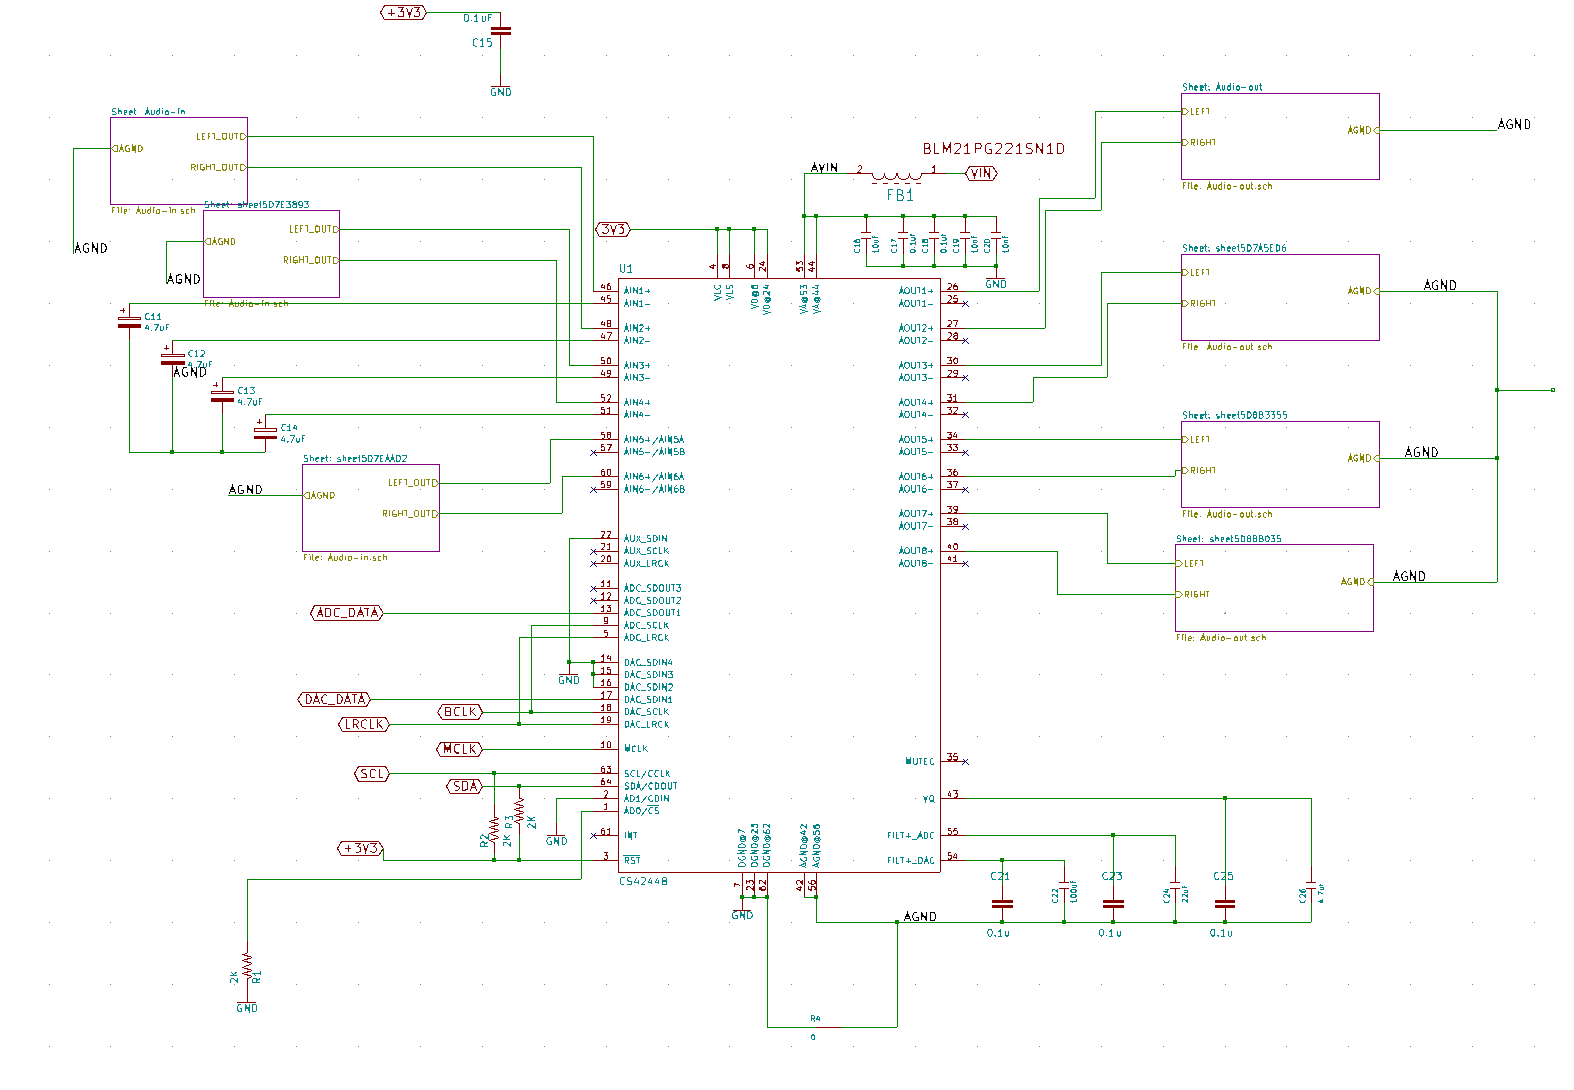 +3V3
0.1uF
C15
GND
Sheet: Audio-in
LEFT_OUT
AGND
RIGHT_OUT
File: Audio-in.sch
AGND
Sheet: sheet5D7E3893
LEFT_OUT
AGND
RIGHT_OUT
File: Audio-in.sch
AGND
C11
4.7uF
C12
4.7uF
AGND
C13
4.7uF
C14
4.7uF
Sheet: sheet5D7EAAD2
LEFT_OUT
AGND
RIGHT_OUT
File: Audio-in.sch
AGND
3V3
AVIN
2
1
BLM21PG221SN1D
FB1
VIN
C16
10uF
C17
0.1uF
C18
0.1uF
C19
10nF
C20
10nF
GND
U1
4 VLC
8 VLS
6 VD@6
24 VD@24
53 VA@53
44 VA@44
46 AIN1+
45 AIN1-
48 AIN2+
47 AIN2-
50 AIN3+
49 AIN3-
52 AIN4+
51 AIN4-
58 AIN5+/AIN5A
57 AIN5-/AIN5B
60 AIN6+/AIN6A
59 AIN6-/AIN6B
22 AUX_SDIN
21 AUX_SCLK
20 AUX_LRCK
11 ADC_SDOUT3
12 ADC_SDOUT2
13 ADC_SDOUT1
9 ADC_SCLK
5 ADC_LRCK
14 DAC_SDIN4
15 DAC_SDIN3
16 DAC_SDIN2
17 DAC_SDIN1
18 DAC_SCLK
19 DAC_LRCK
10 MCLK
63 SCL/CCLK
64 SDA/CDOUT
2 AD1/CDIN
1 AD0/CS
61 INT
3 RST
CS42448
ADC_DATA
GND
DAC_DATA
BCLK
LRCLK
MCLK
SCL
SDA
R2
2K
R3
2K
GND
+3V3
2K
R1
GND
AOUT1+ 26
AOUT1- 25
AOUT2+ 27
AOUT2- 28
AOUT3+ 30
AOUT3- 29
AOUT4+ 31
AOUT4- 32
AOUT5+ 34
AOUT5- 33
AOUT6+ 36
AOUT6- 37
AOUT7+ 39
AOUT7- 38
AOUT8+ 40
AOUT8- 41
MUTEC 35
VQ 43
FILT+_ADC 55
FILT+_DAC 54
DGND@7 7
DGND@23 23
DGND@62 62
AGND@42 42
AGND@56 56
GND
AGND
R4
0
C21
0.1u
C22
100uF
C23
0.1u
C24
22uF
C25
0.1u
C26
4.7uF
Sheet: Audio-out
LEFT
AGND
RIGHT
File: Audio-out.sch
AGND
Sheet: sheet5D7A5ED6
LEFT
AGND
RIGHT
File: Audio-out.sch
AGND
Sheet: sheet5D8B3355
LEFT
AGND
RIGHT
File: Audio-out.sch
AGND
Sheet: sheet5D8BB035
LEFT
AGND
RIGHT
File: Audio-out.sch
AGND